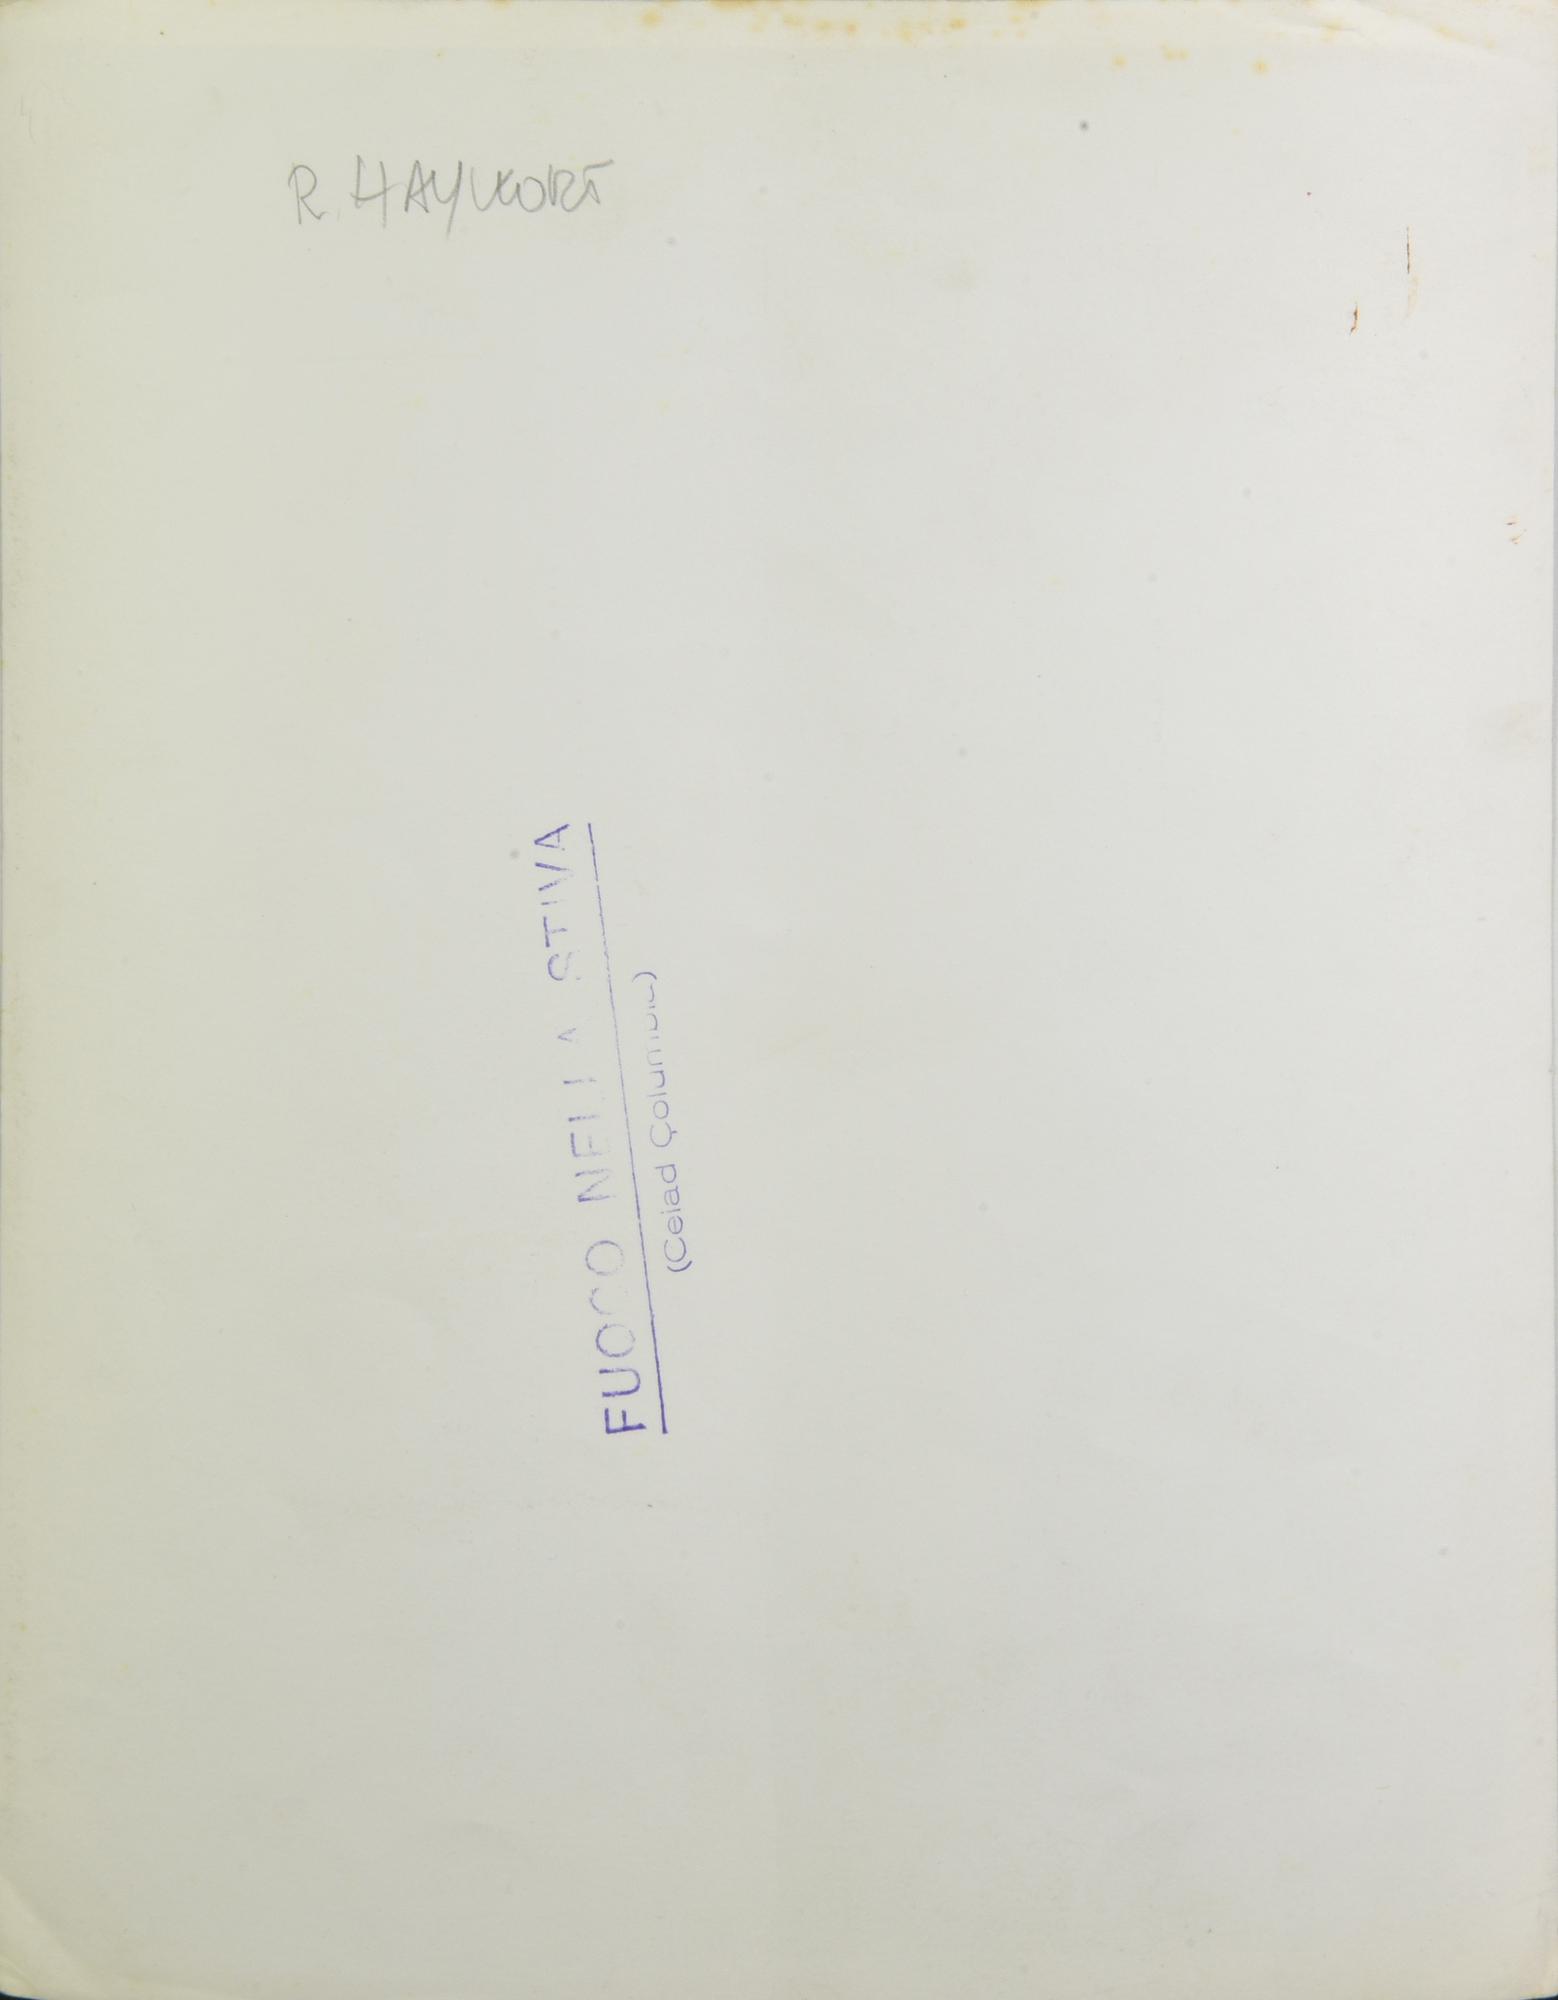 R. HAYWORT
FUOCO NELLA STIVA
(Ceiad Columbia)